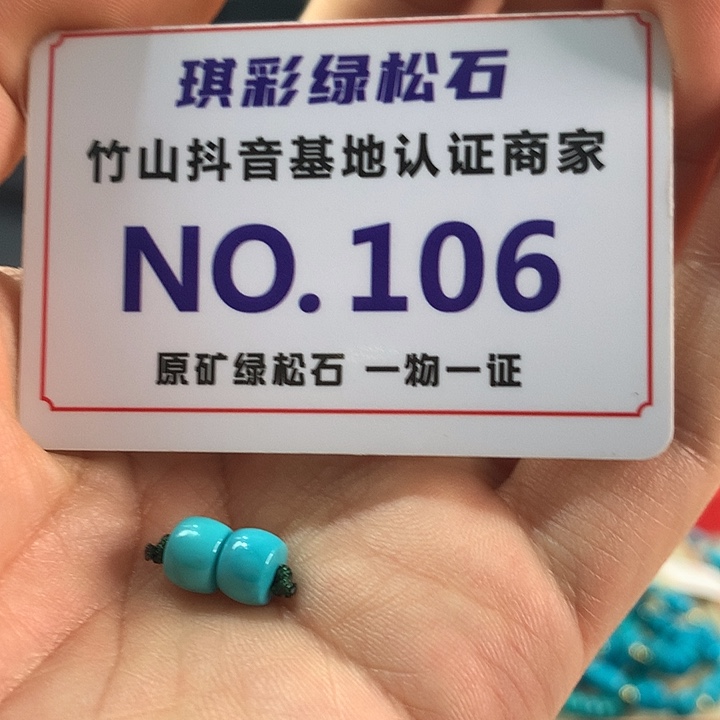 琪彩绿松石
竹山抖音基地认证商家
NO.106
原矿绿松石 一物一证